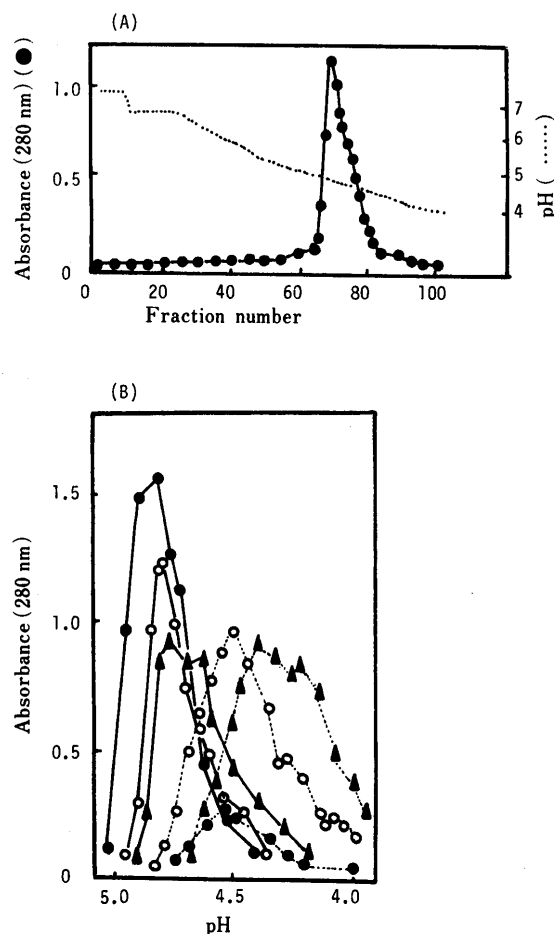 (A)
Absorbance (280 nm) (●)
1.0
0.5
0
7
6
5
4
pH (......)
0 20 40 60 80 100
Fraction number
(B)
Absorbance (280 nm)
1.5
1.0
0.5
0
5.0 4.5 4.0
pH